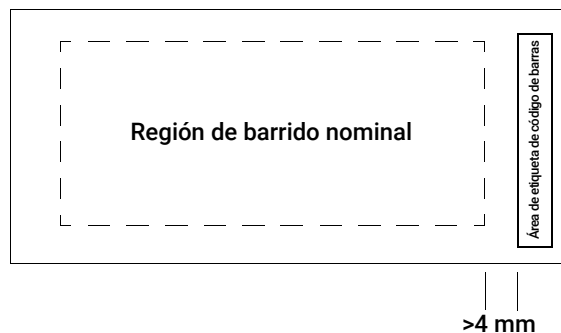 Región de barrido nominal
Área de etiqueta de código de barras
>4 mm